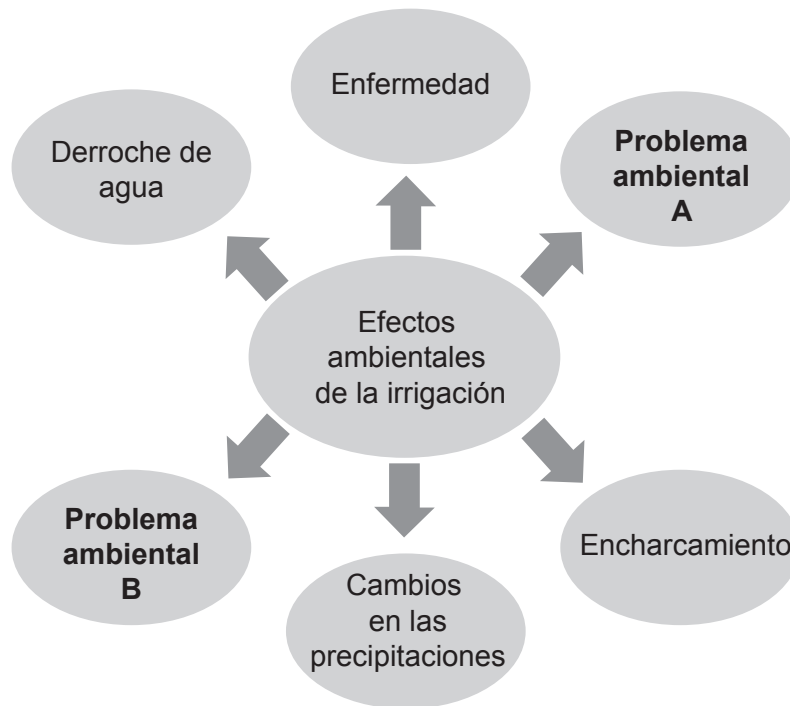 Enfermedad
Derroche de
agua
Problema
ambiental
A
Efectos
ambientales
de la irrigación
Problema
ambiental
B
Encharcamiento
Cambios
en las
precipitaciones